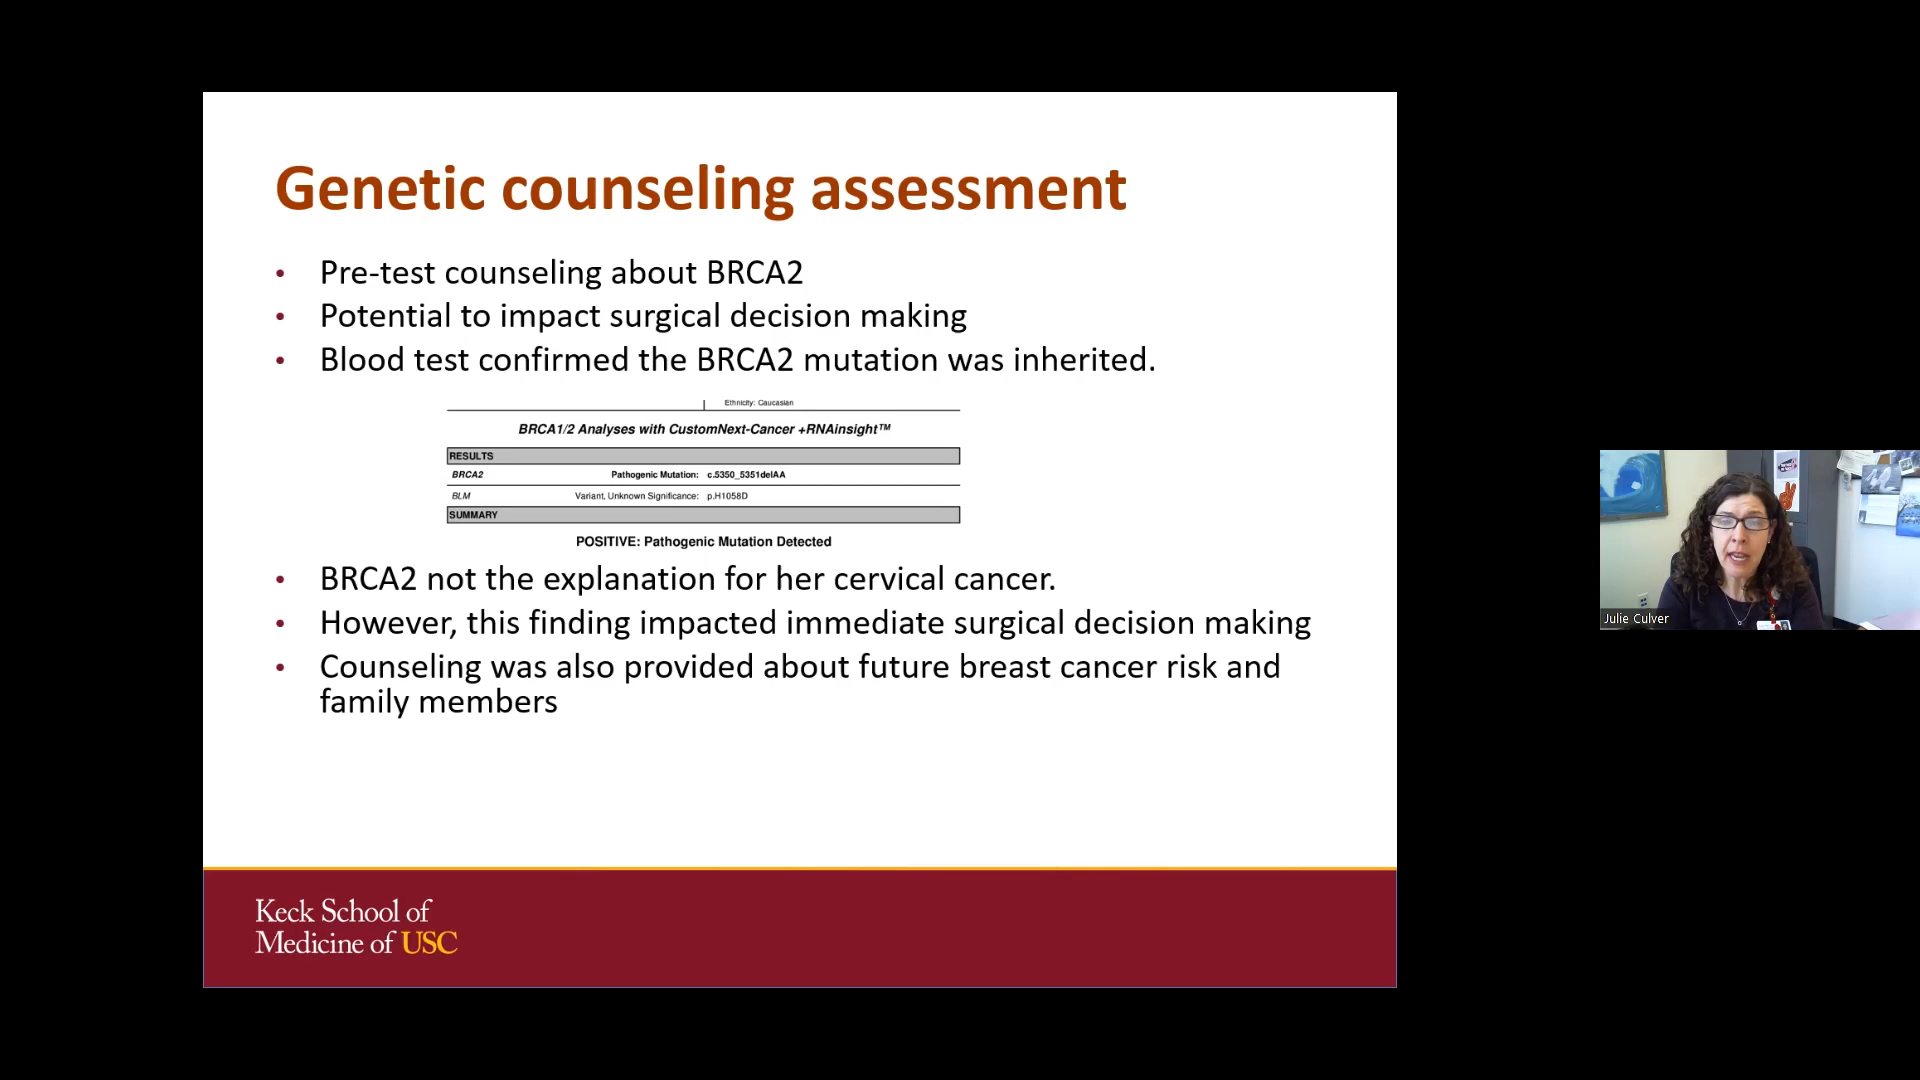 Genetic counseling assessment
• Pre-test counseling about BRCA2
• Potential to impact surgical decision making
• Blood test confirmed the BRCA2 mutation was inherited.
Ethnicity: Caucasian
BRCA1/2 Analyses with CustomNext-Cancer +RNAinsight™
RESULTS
BRCA2 Pathogenic Mutation: c.5350_5351delAA
BLM Variant, Unknown Significance: p.H1058D
SUMMARY
POSITIVE: Pathogenic Mutation Detected
• BRCA2 not the explanation for her cervical cancer.
• However, this finding impacted immediate surgical decision making
• Counseling was also provided about future breast cancer risk and
family members
Keck School of
Medicine of USC
Julie Culver